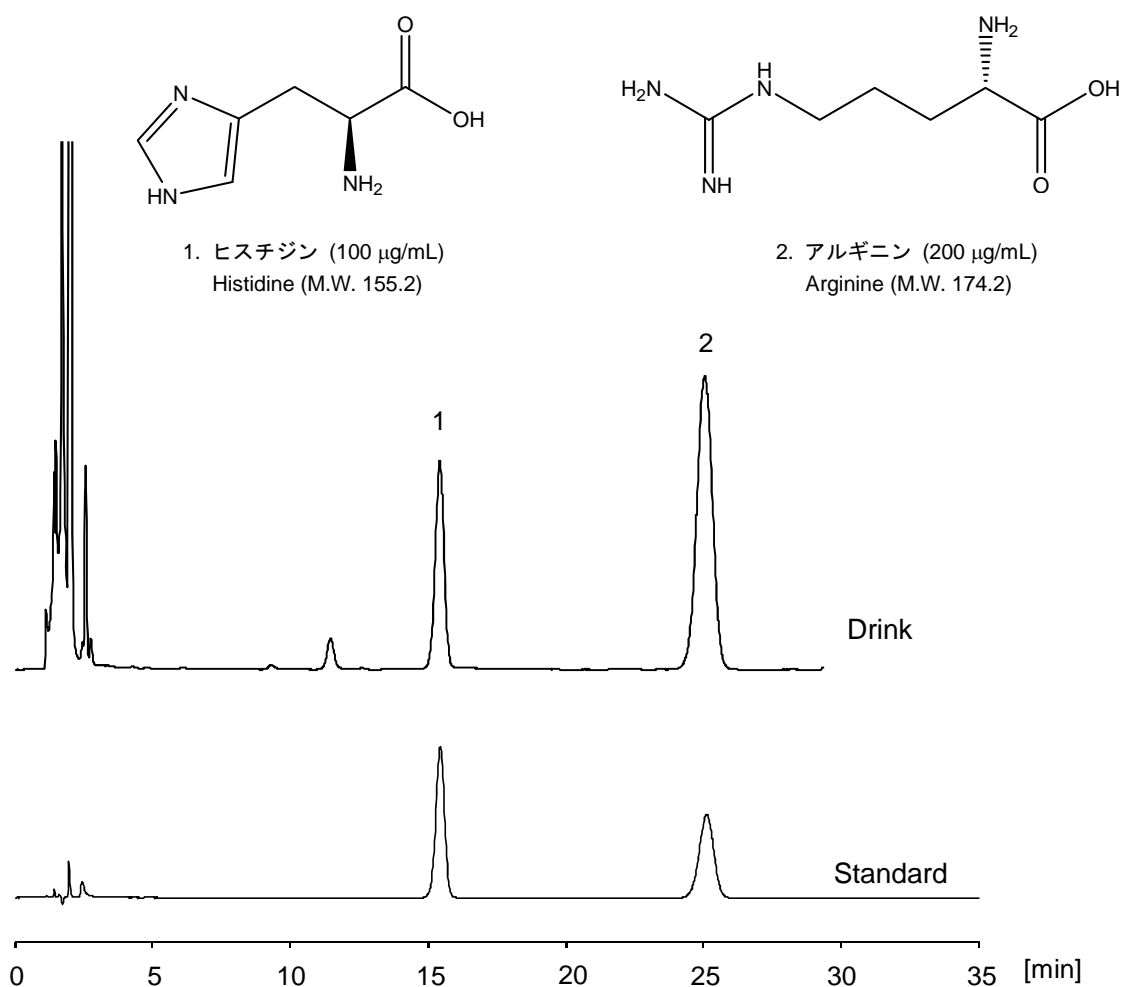 O
OH
NH₂
N
HN
NH₂
H₂N
H
N
OH
O
NH
1. ヒスチジン (100 μg/mL)
Histidine (M.W. 155.2)
2. アルギニン (200 μg/mL)
Arginine (M.W. 174.2)
1
2
Drink
Standard
0 5 10 15 20 25 30 35 [min]